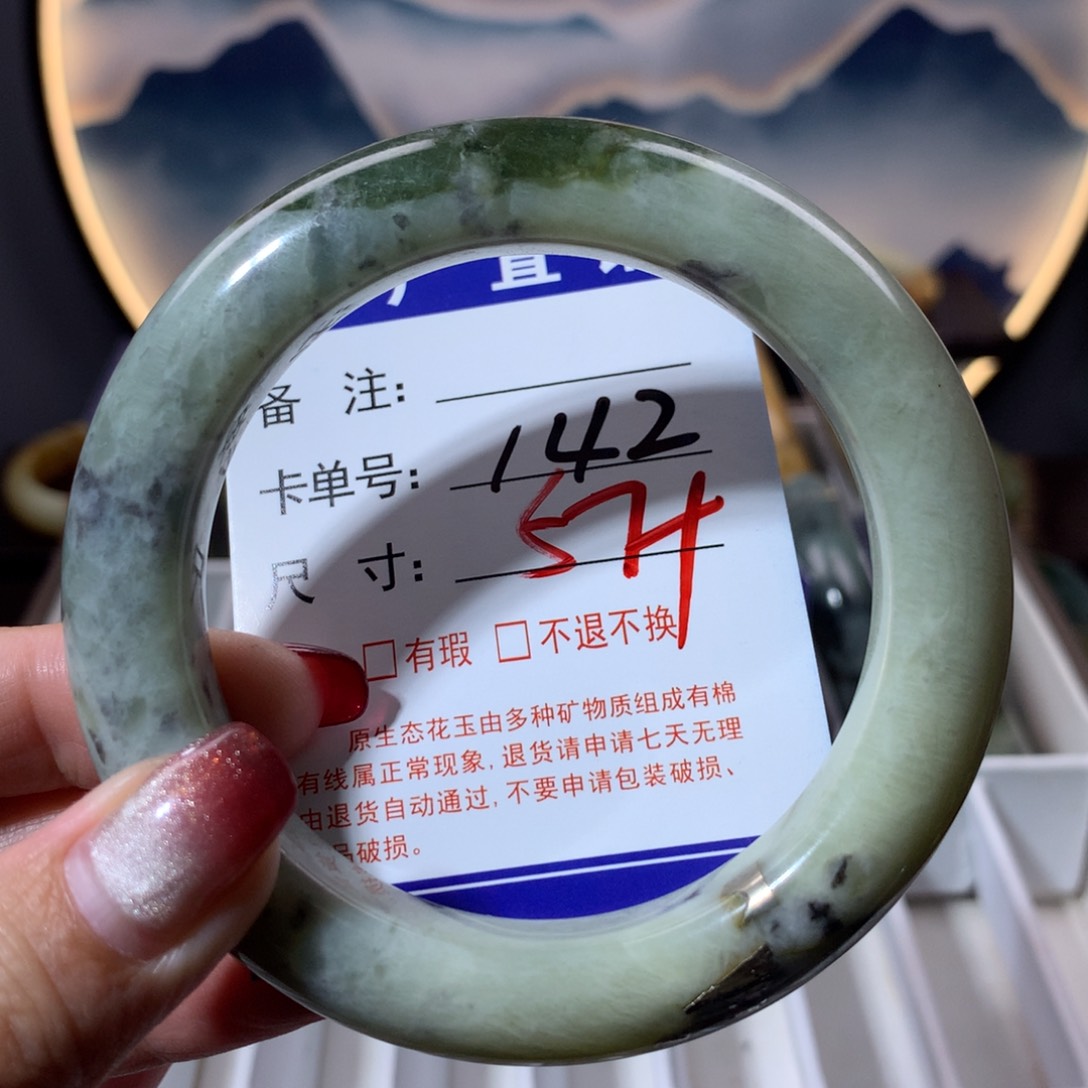 直
备 注:
卡单号: 142
尺 寸: 574
□有瑕 □不退不换
原生态花玉由多种矿物质组成有棉
有线属正常现象,退货请申请七天无理
由退货自动通过,不要申请包装破损、
破损。